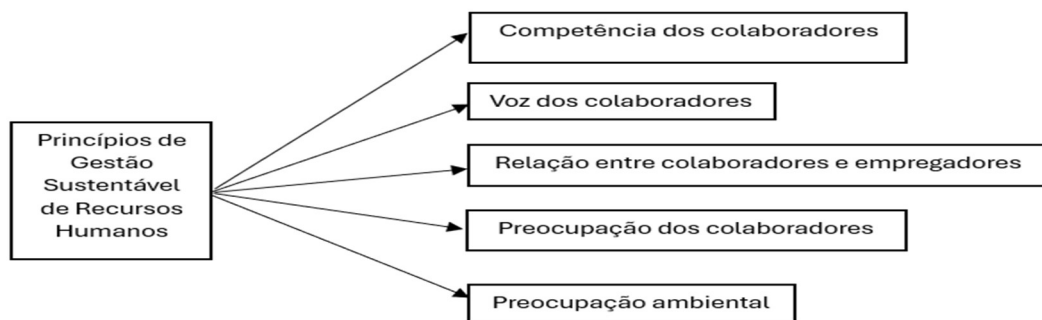 Princípios de
Gestão
Sustentável
de Recursos
Humanos
Competência dos colaboradores
Voz dos colaboradores
Relação entre colaboradores e empregadores
Preocupação dos colaboradores
Preocupação ambiental